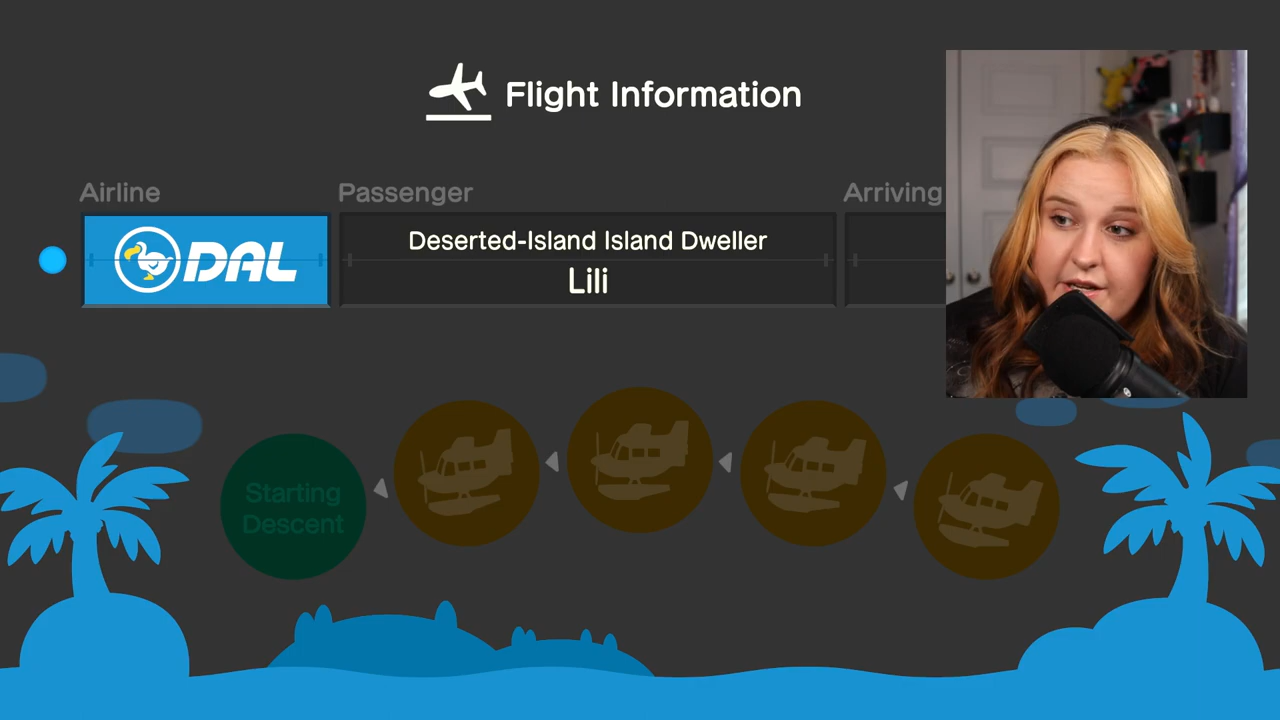 Flight Information
Airline
Passenger
Arriving
DAL
Deserted-Island Island Dweller
Lili
Starting
Descent